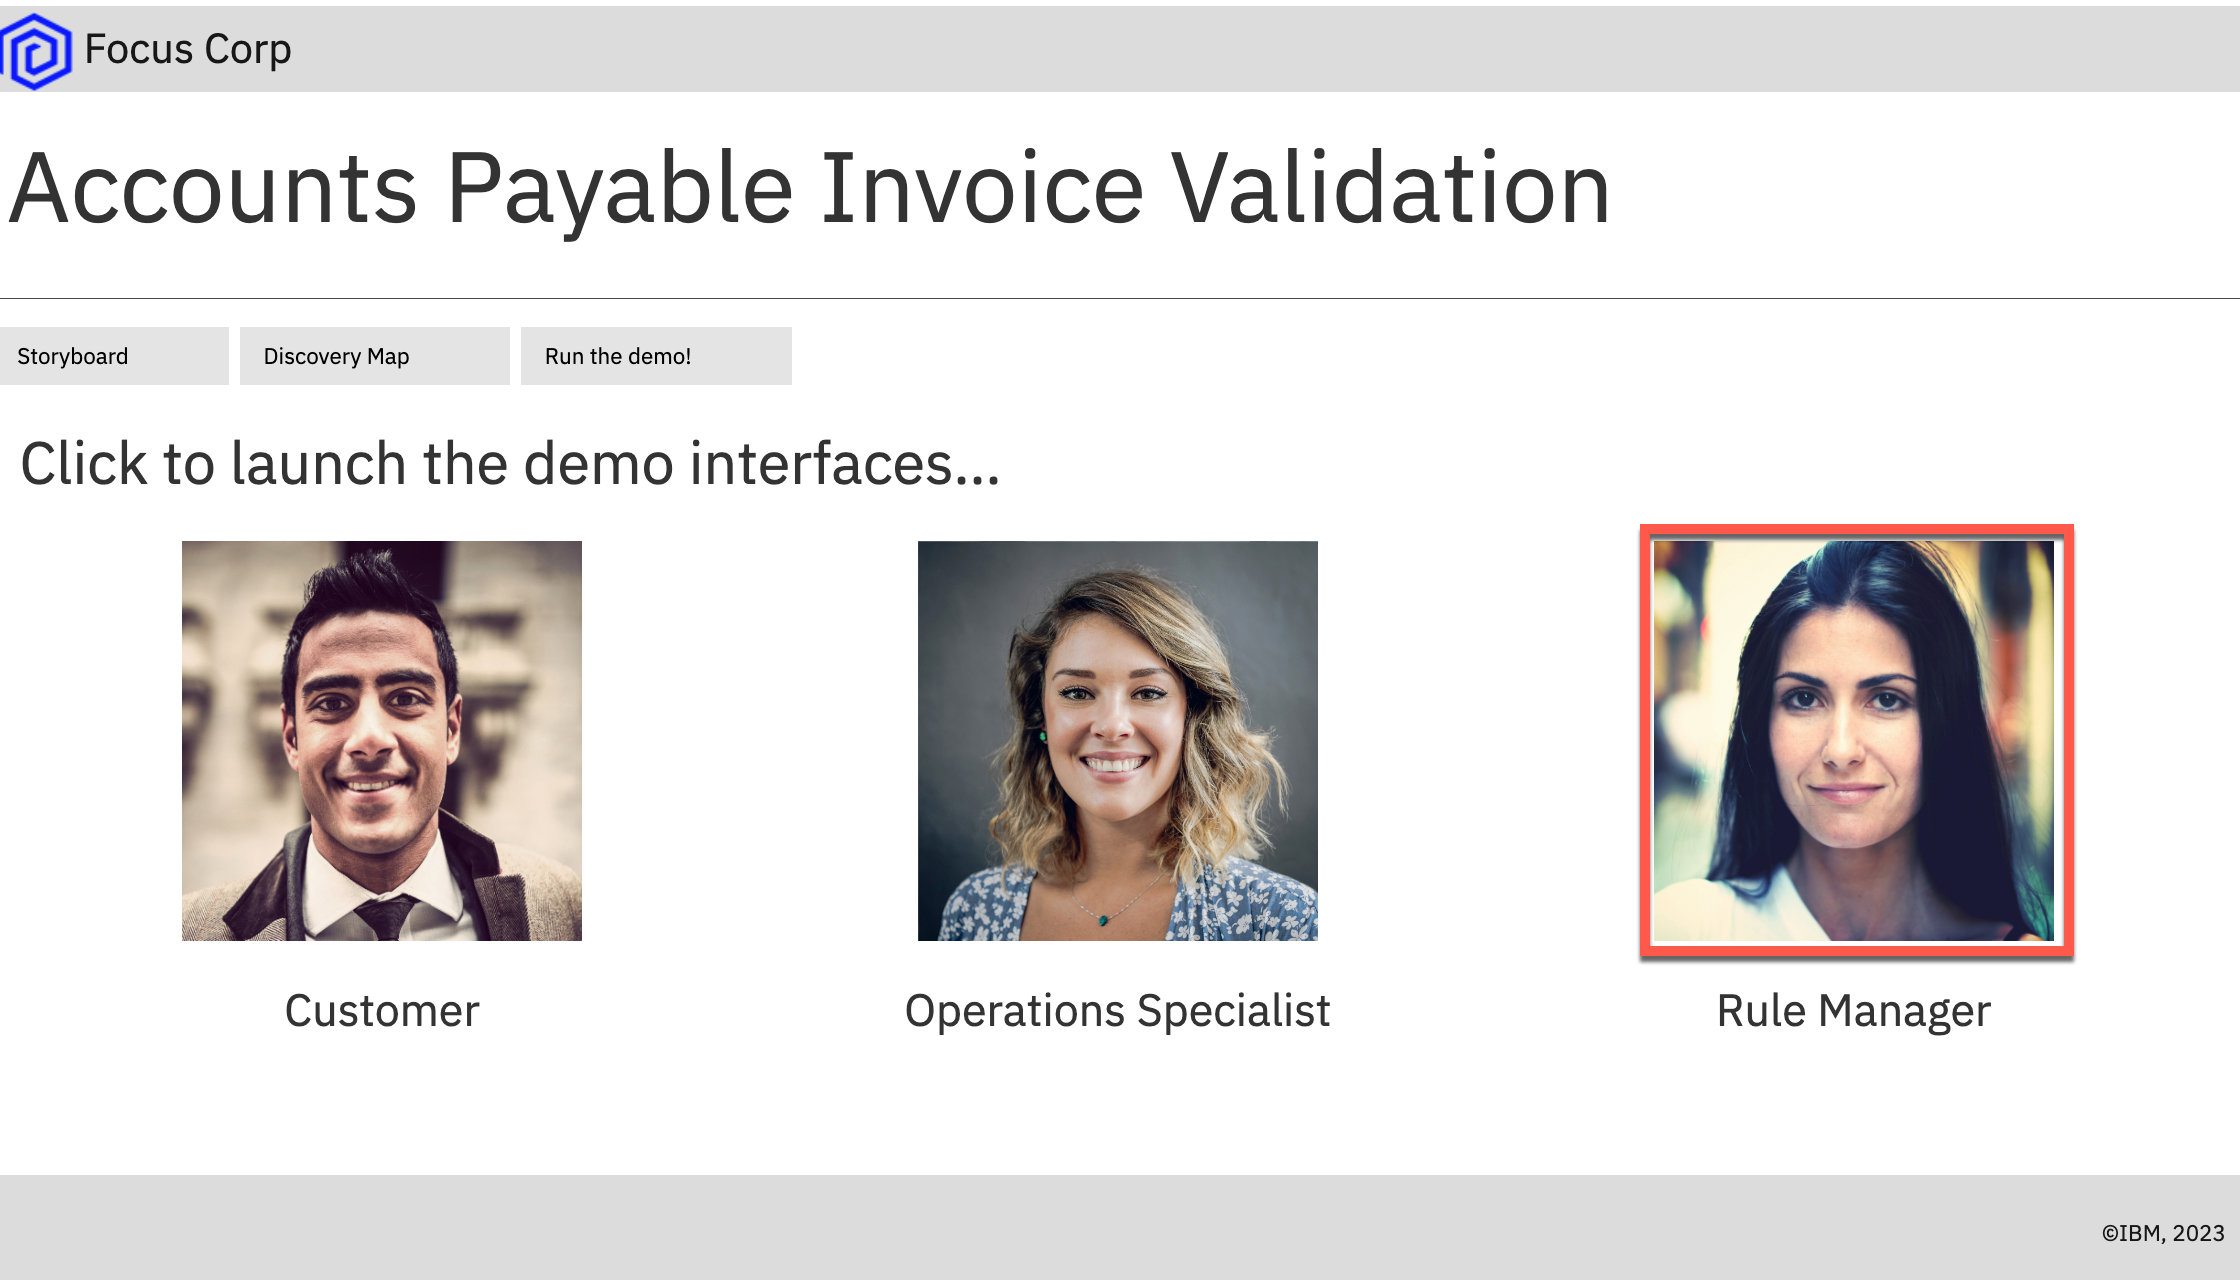 Focus Corp
Accounts Payable Invoice Validation
Storyboard
Discovery Map
Run the demo!
Click to launch the demo interfaces...
Customer
Operations Specialist
Rule Manager
©IBM, 2023